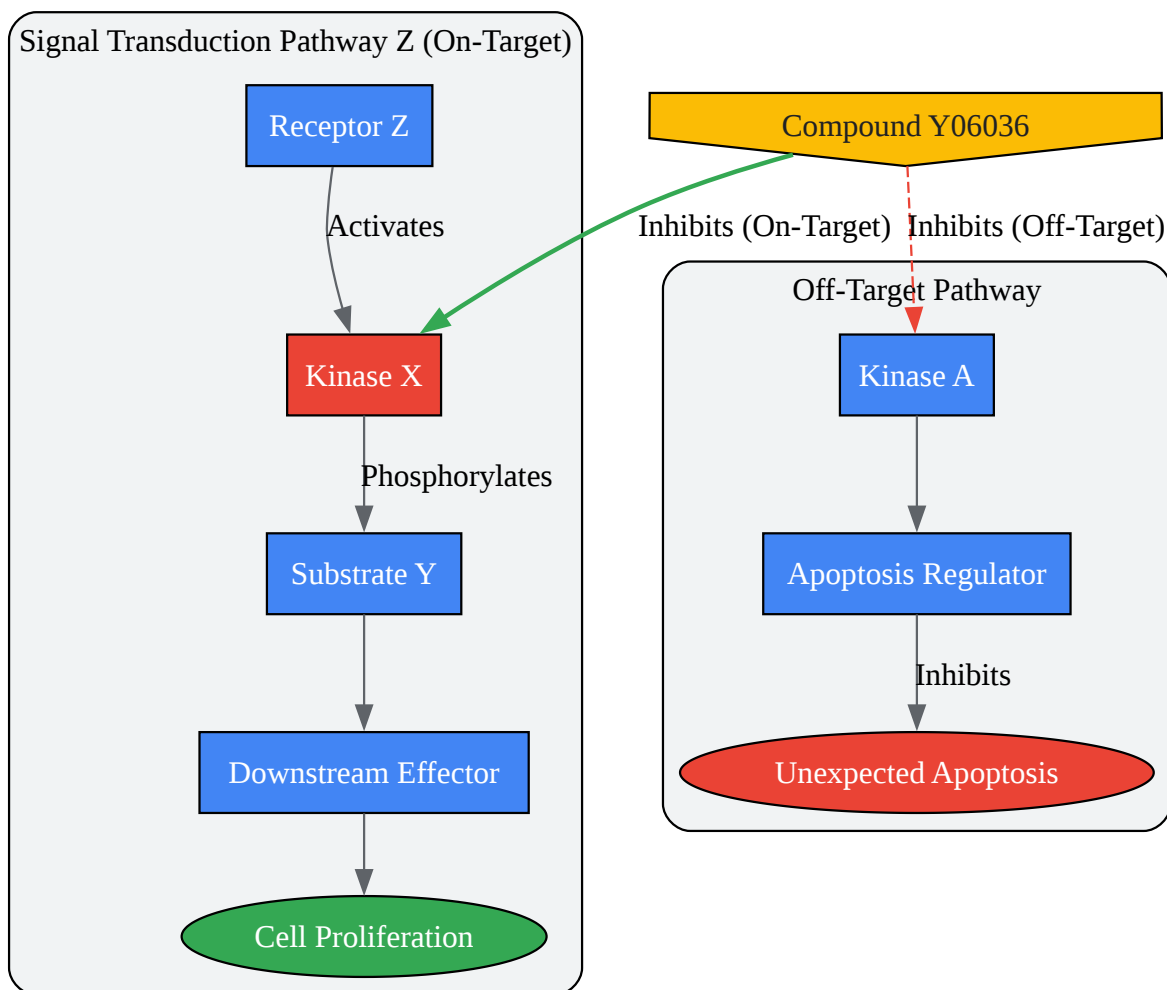 Signal Transduction Pathway Z (On-Target)
Receptor Z
Compound Y06036
Activates
Inhibits (On-Target)
Inhibits (Off-Target)
Off-Target Pathway
Kinase X
Kinase A
Phosphorylates
Substrate Y
Apoptosis Regulator
Inhibits
Downstream Effector
Unexpected Apoptosis
Cell Proliferation